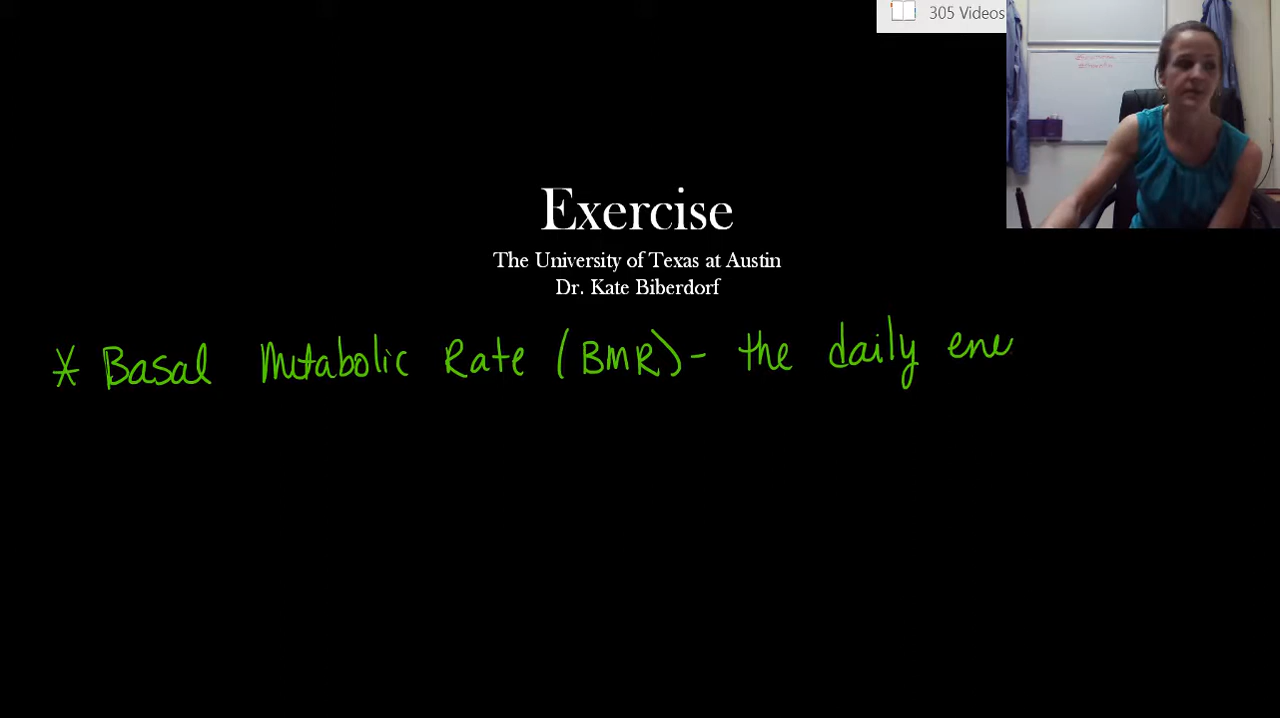 305 Videos
Exercise
The University of Texas at Austin
Dr. Kate Biberdorf
* Basal Metabolic Rate (BMR) - the daily ene